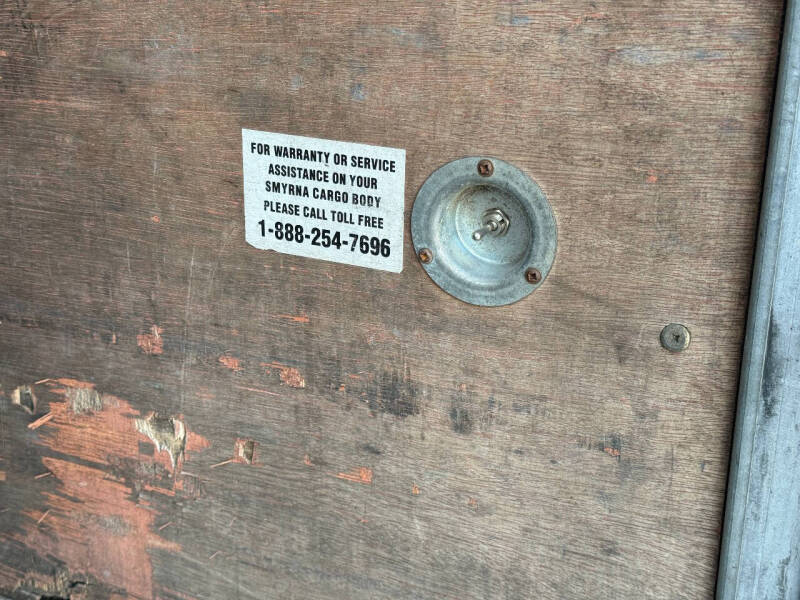 FOR WARRANTY OR SERVICE
ASSISTANCE ON YOUR
SMYRNA CARGO BODY
PLEASE CALL TOLL FREE
1-888-254-7696